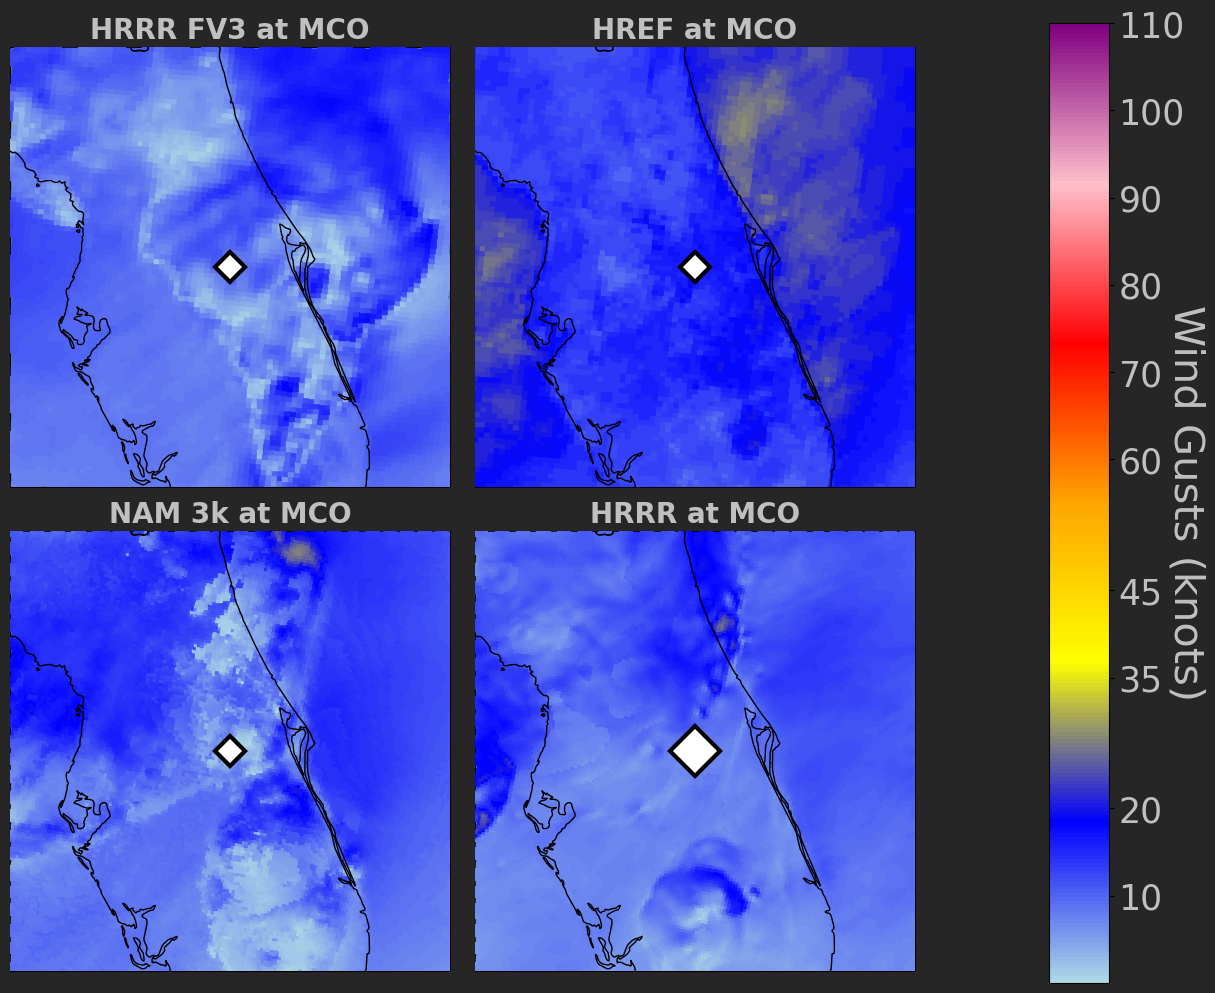 HRRR FV3 at MCO
HREF at MCO
NAM 3k at MCO
HRRR at MCO
110
100
90
80
70
60
45
35
20
10
Wind Gusts (knots)